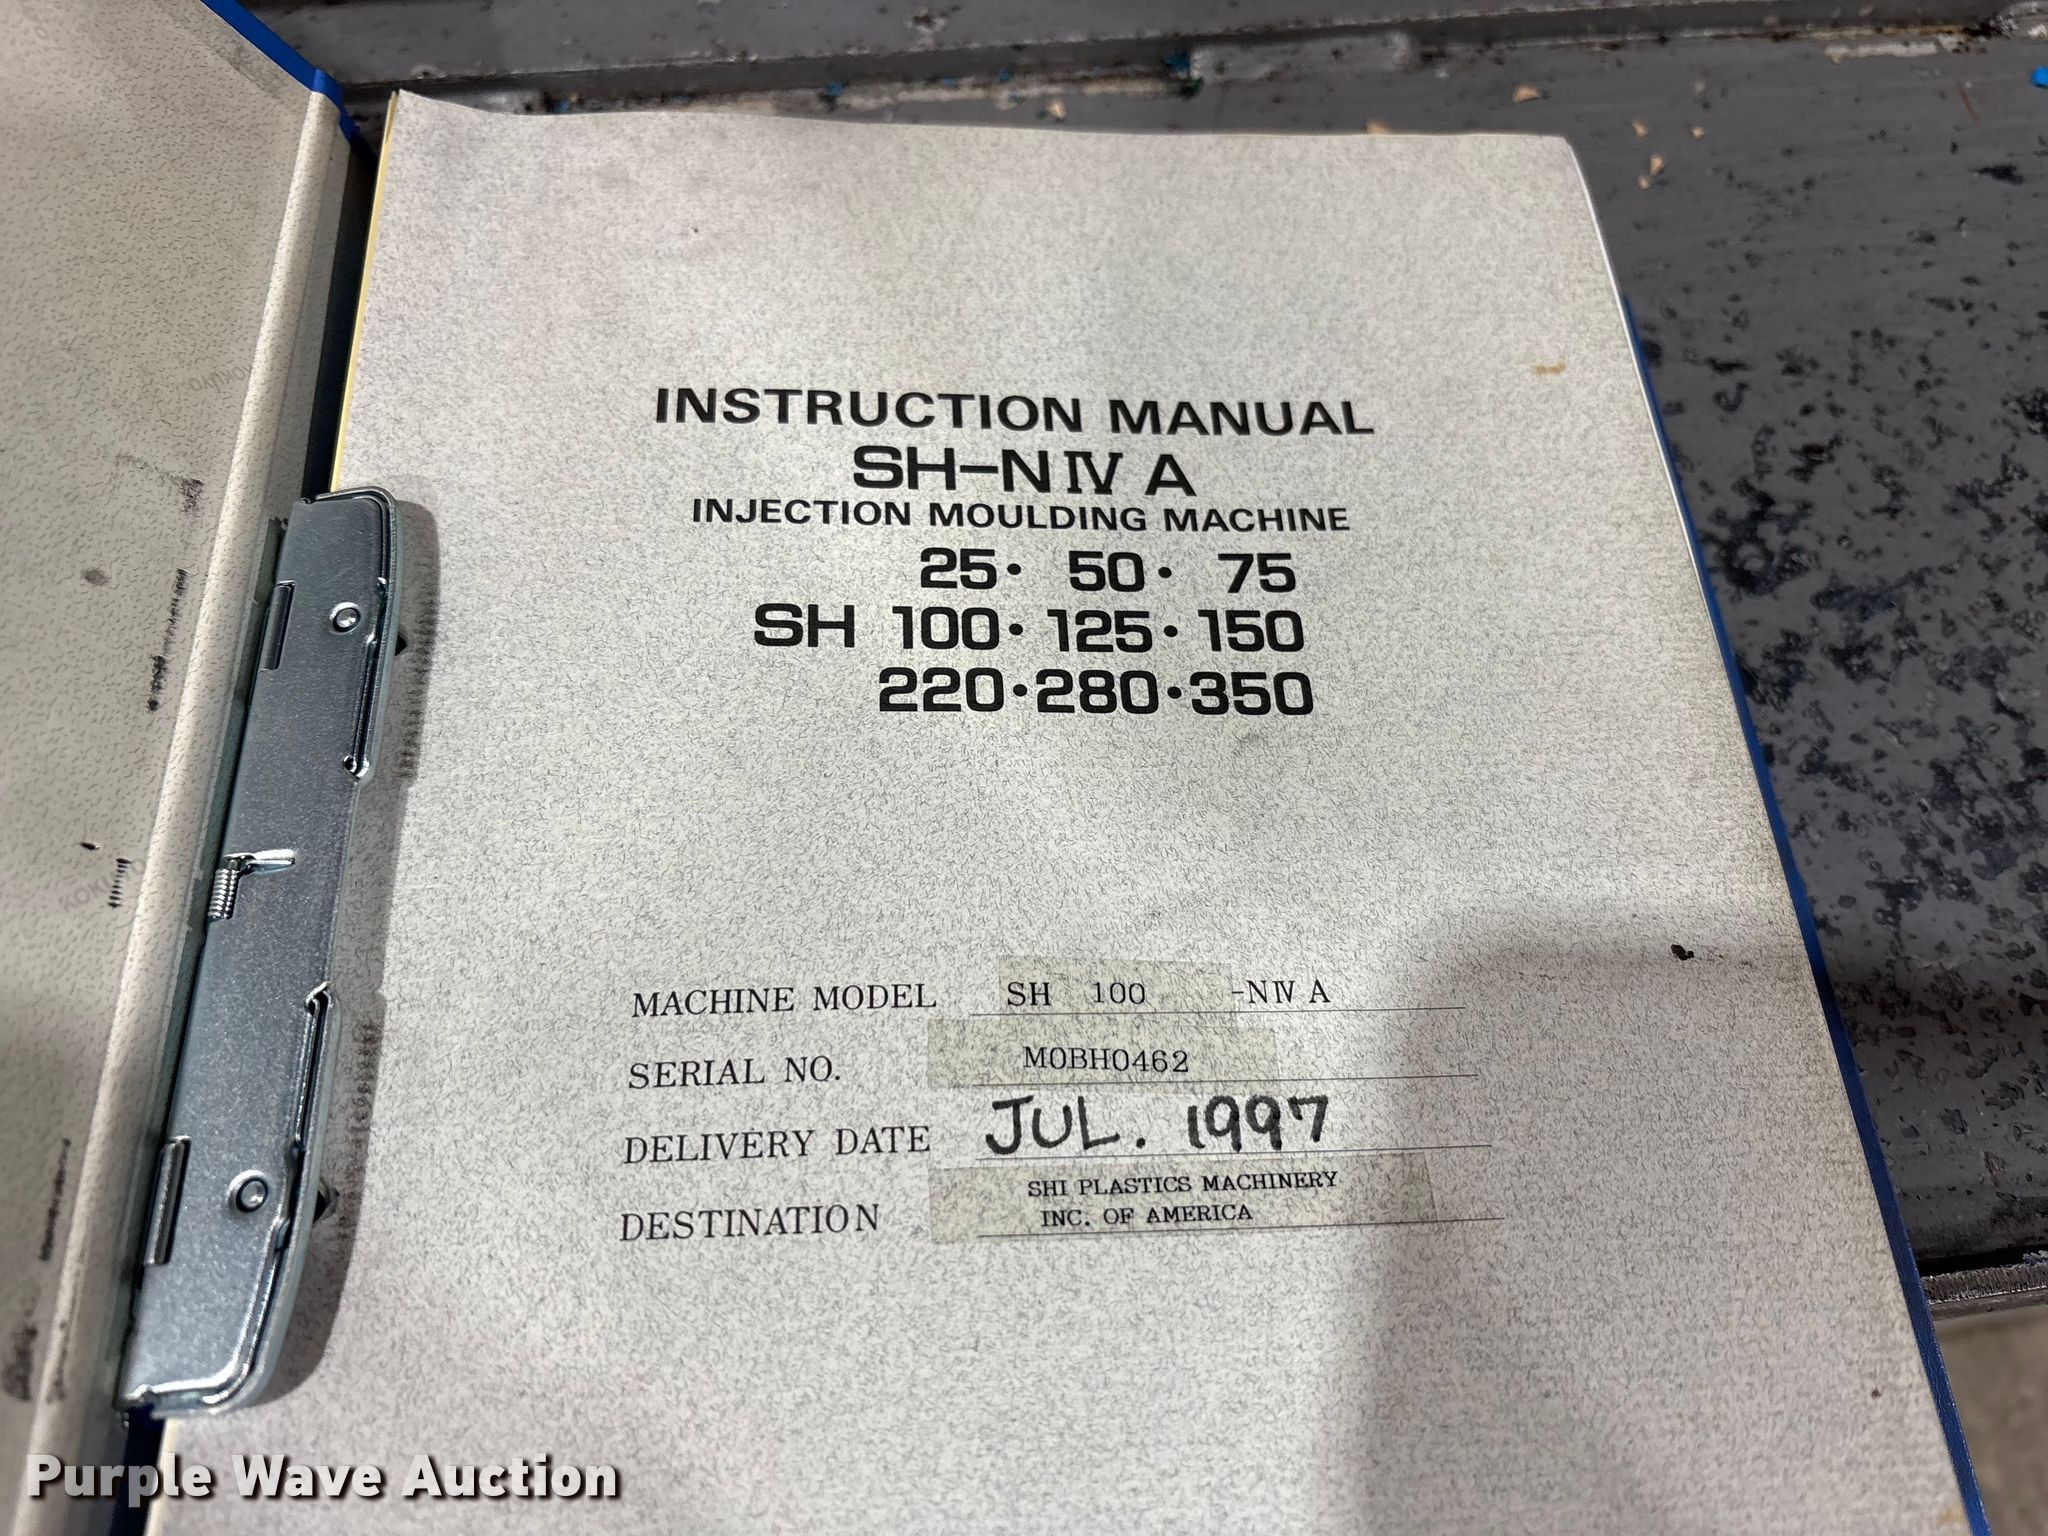 INSTRUCTION MANUAL
SH-NⅣ A
INJECTION MOULDING MACHINE
25・ 50・ 75
SH 100・125・150
220・280・350
MACHINE MODEL SH 100 -NⅣ A
SERIAL NO. M0BH0462
DELIVERY DATE JUL. 1997
DESTINATION SHI PLASTICS MACHINERY
INC. OF AMERICA
KOKUYO
KOKUYO
Purple Wave Auction